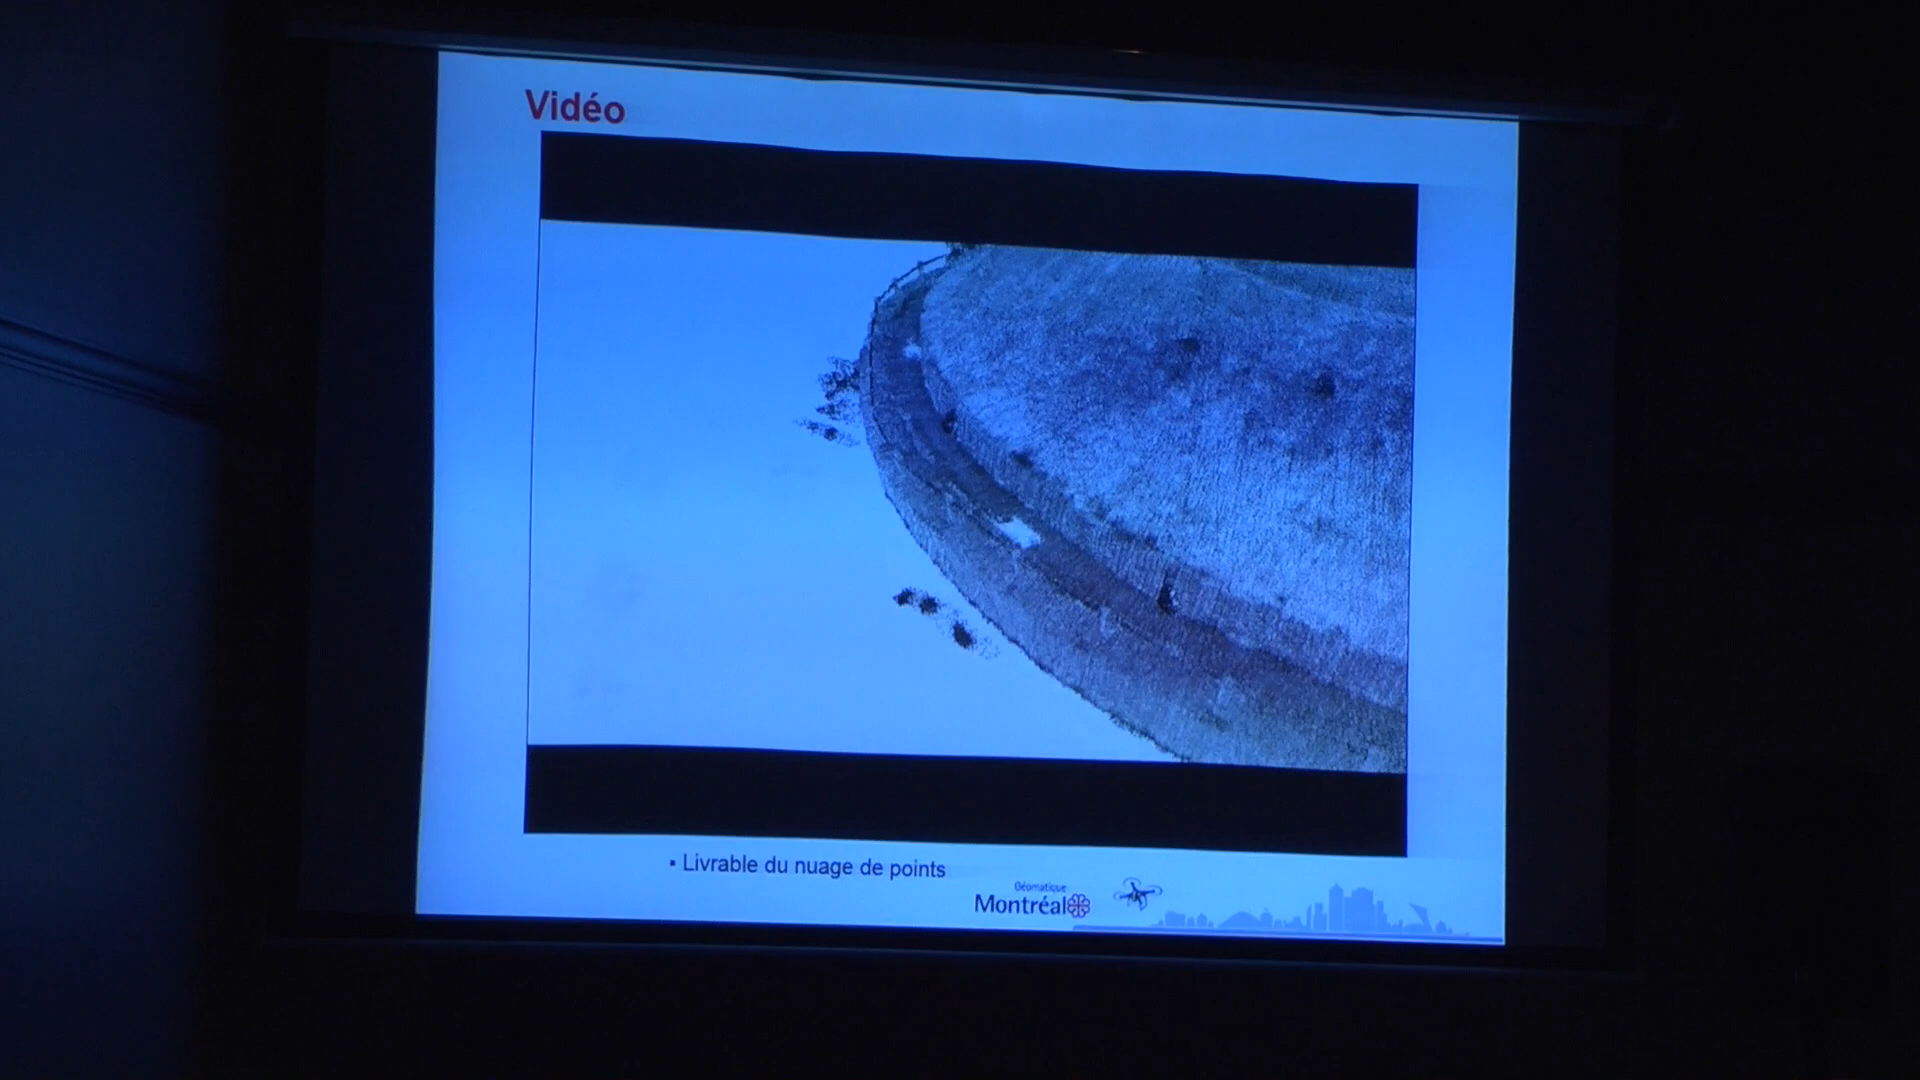 Vidéo
▪ Livrable du nuage de points
Géomatique
Montréal